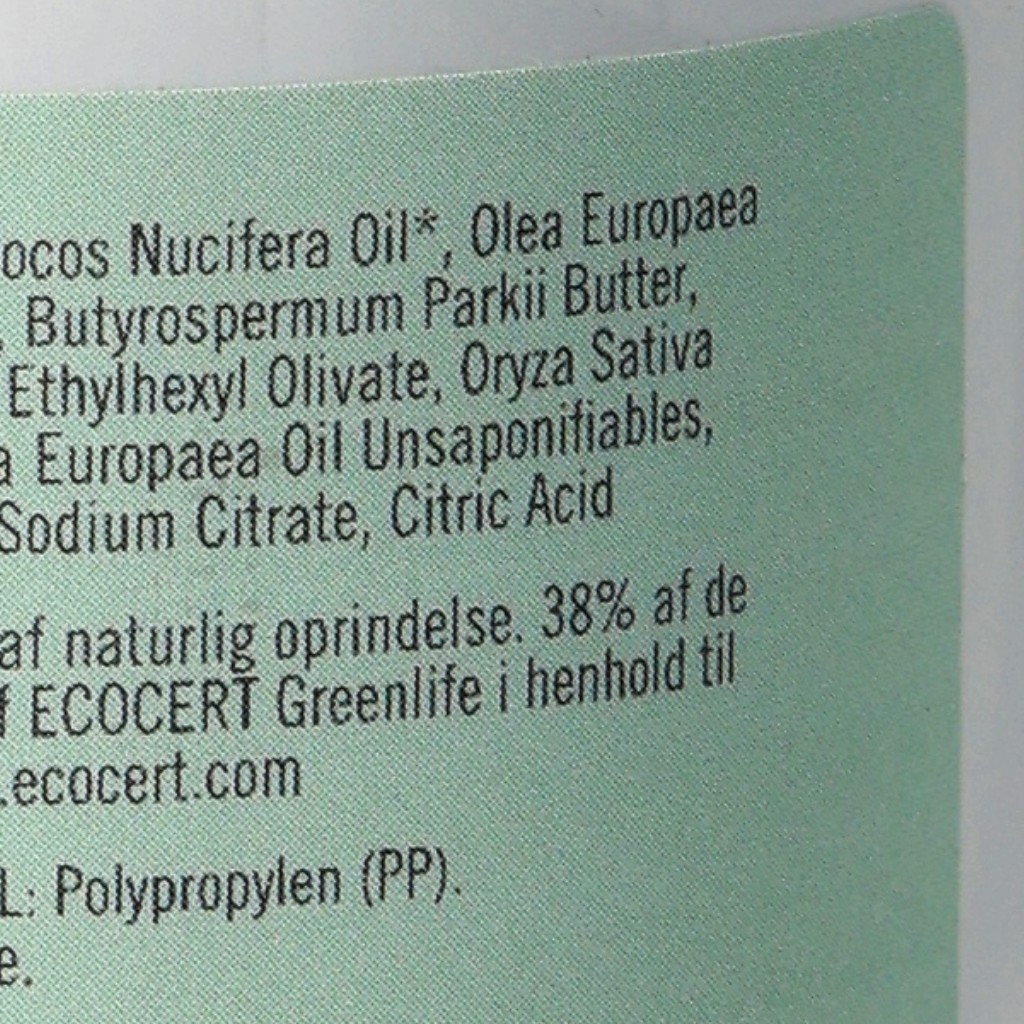 ocos Nucifera Oil*, Olea Europaea
, Butyrospermum Parkii Butter,
Ethylhexyl Olivate, Oryza Sativa
a Europaea Oil Unsaponifiables,
Sodium Citrate, Citric Acid
af naturlig oprindelse. 38% af de
f ECOCERT Greenlife i henhold til
.ecocert.com
L: Polypropylen (PP).
e.